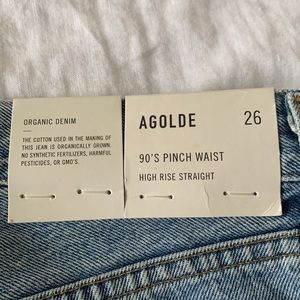 ORGANIC DENIM
THE COTTON USED IN THE MAKING OF
THIS JEAN IS ORGANICALLY GROWN.
NO SYNTHETIC FERTILIZERS, HARMFUL
PESTICIDES, OR GMO'S.
AGOLDE 26
90'S PINCH WAIST
HIGH RISE STRAIGHT